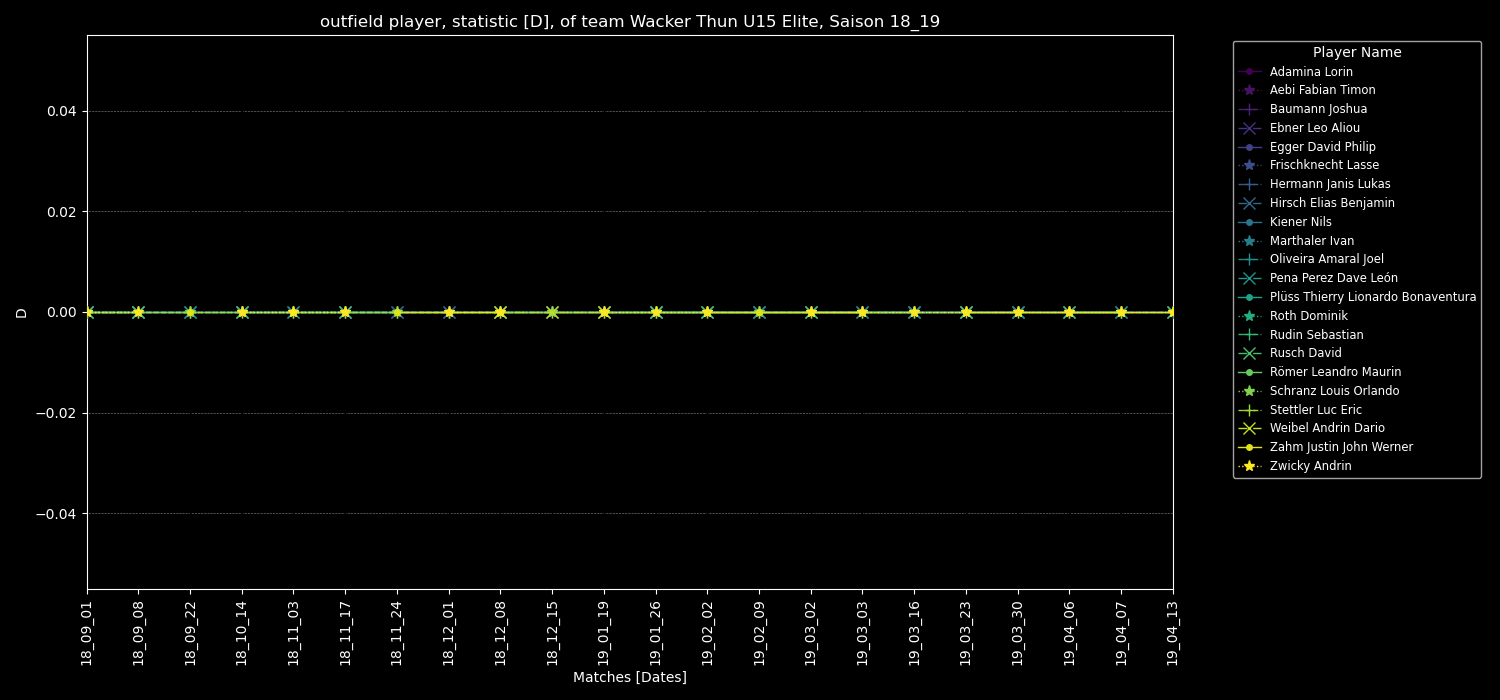 outfield player, statistic [D], of team Wacker Thun U15 Elite, Saison 18_19
D
0.04
0.02
0.00
−0.02
−0.04
18_09_01
18_09_08
18_09_22
18_10_14
18_11_03
18_11_17
18_11_24
18_12_01
18_12_08
18_12_15
19_01_19
19_01_26
19_02_02
19_02_09
19_03_02
19_03_03
19_03_16
19_03_23
19_03_30
19_04_06
19_04_07
19_04_13
Matches [Dates]
Player Name
Adamina Lorin
Aebi Fabian Timon
Baumann Joshua
Ebner Leo Aliou
Egger David Philip
Frischknecht Lasse
Hermann Janis Lukas
Hirsch Elias Benjamin
Kiener Nils
Marthaler Ivan
Oliveira Amaral Joel
Pena Perez Dave León
Plüss Thierry Lionardo Bonaventura
Roth Dominik
Rudin Sebastian
Rusch David
Römer Leandro Maurin
Schranz Louis Orlando
Stettler Luc Eric
Weibel Andrin Dario
Zahm Justin John Werner
Zwicky Andrin